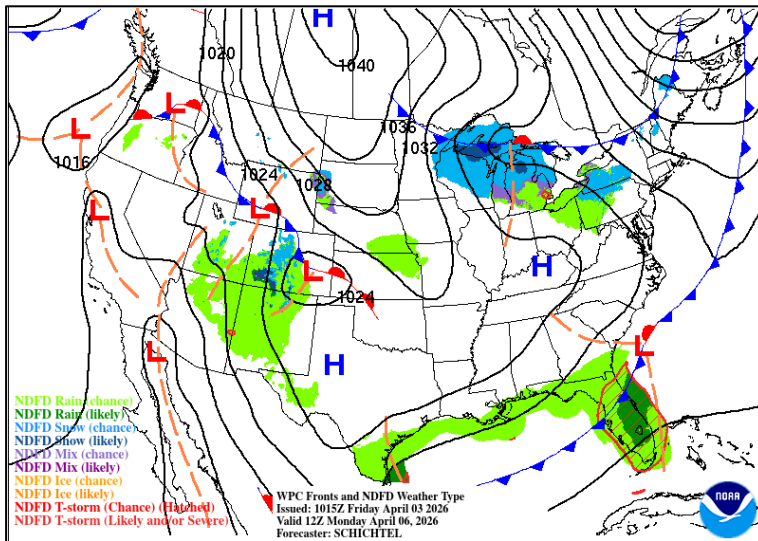 H
1020
1040
L
L
1036
1016
1032
1024
1028
L
L
H
L
1024
L
L
H
NDFD Rain (chance)
NDFD Rain (likely)
NDFD Snow (chance)
NDFD Snow (likely)
NDFD Mix (chance)
NDFD Mix (likely)
NDFD Ice (chance)
NDFD Ice (likely)
NDFD T-storm (Chance) (Hatched)
NDFD T-storm (Likely and/or Severe)
WPC Fronts and NDFD Weather Type
Issued: 1015Z Friday April 03 2026
Valid 12Z Monday April 06, 2026
Forecaster: SCHICHTEL
NOAA